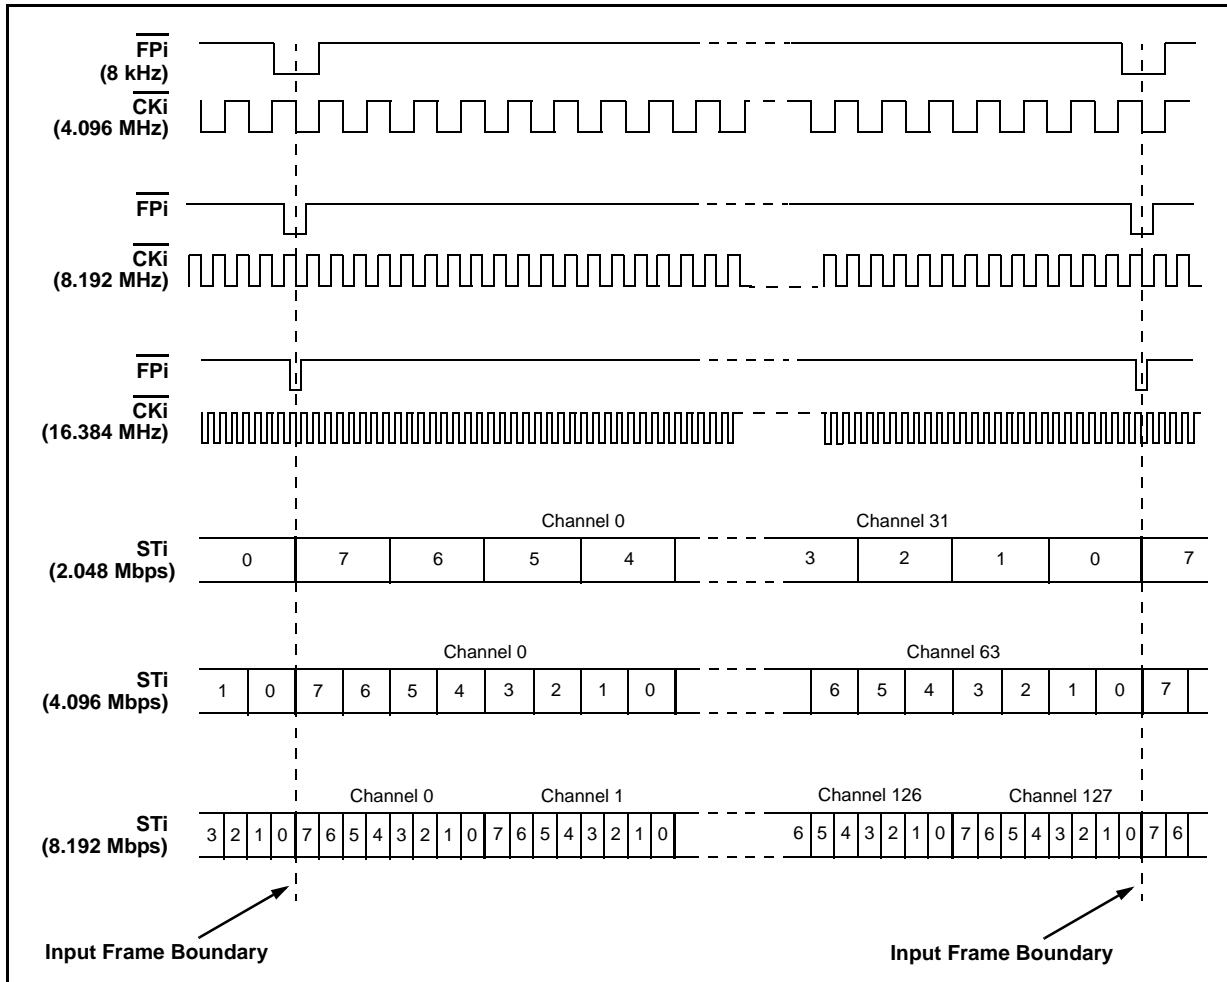 FPi
(8 kHz)
CKi
(4.096 MHz)
FPi
CKi
(8.192 MHz)
FPi
CKi
(16.384 MHz)
Channel 0 Channel 31
STi
(2.048 Mbps)
0 7 6 5 4 3 2 1 0 7
Channel 0 Channel 63
STi
(4.096 Mbps)
1 0 7 6 5 4 3 2 1 0 6 5 4 3 2 1 0 7
Channel 0 Channel 1 Channel 126 Channel 127
STi
(8.192 Mbps)
3 2 1 0 7 6 5 4 3 2 1 0 7 6 5 4 3 2 1 0 6 5 4 3 2 1 0 7 6 5 4 3 2 1 0 7 6
Input Frame Boundary Input Frame Boundary